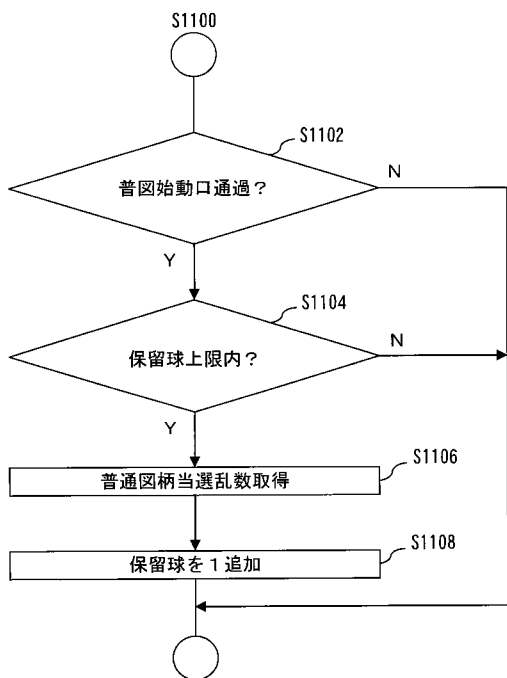 S1100
S1102
普図始動口通過?
N
Y
S1104
保留球上限内?
N
Y
S1106
普通図柄当選乱数取得
S1108
保留球を1追加